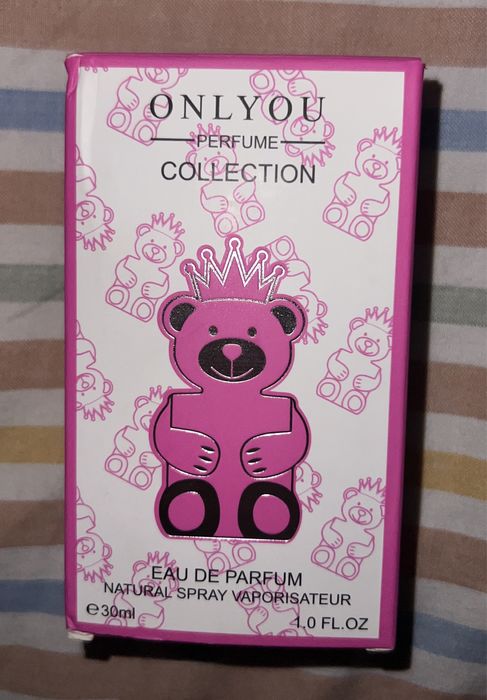 ONLYOU
PERFUME
COLLECTION
EAU DE PARFUM
NATURAL SPRAY VAPORISATEUR
℮30ml
1.0 FL.OZ